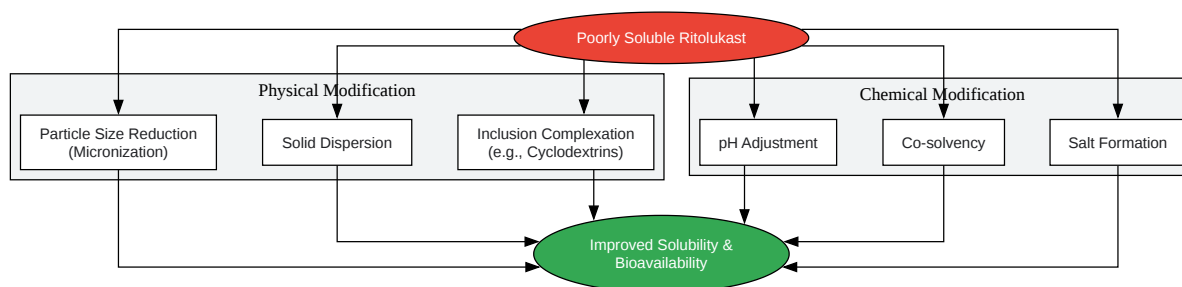 Poorly Soluble Ritolukast
Physical Modification
Chemical Modification
Particle Size Reduction
(Micronization)
Solid Dispersion
Inclusion Complexation
(e.g., Cyclodextrins)
pH Adjustment
Co-solvency
Salt Formation
Improved Solubility &
Bioavailability